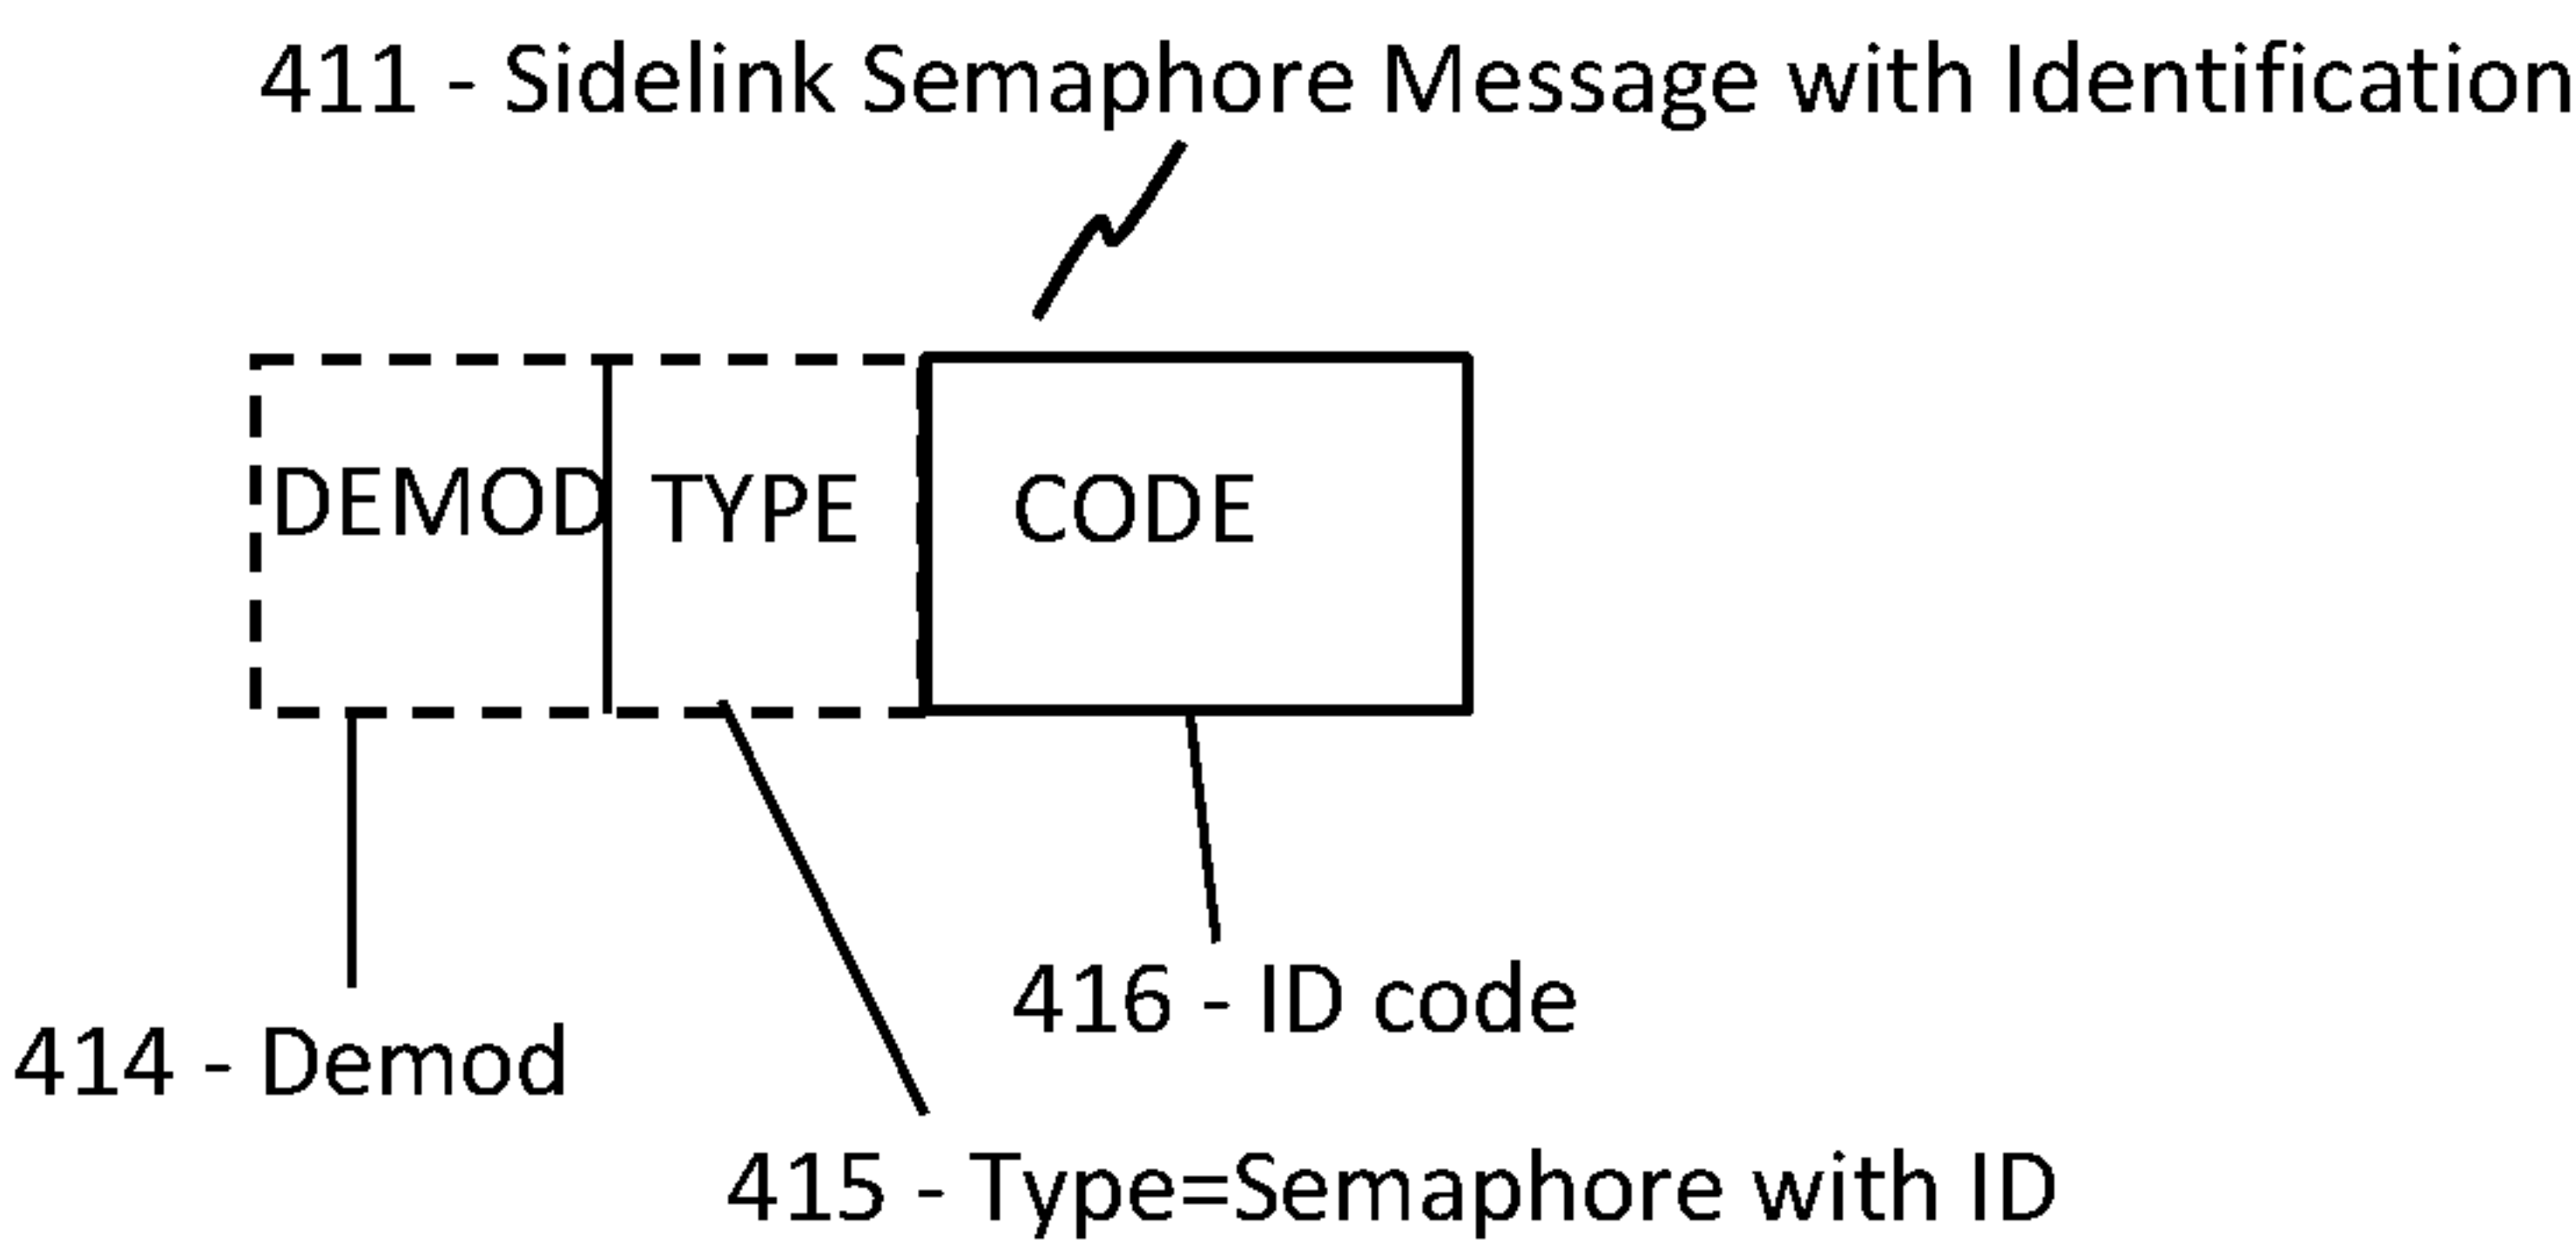 411 - Sidelink Semaphore Message with Identification
DEMOD TYPE CODE
416 - ID code
414 - Demod
415 - Type=Semaphore with ID